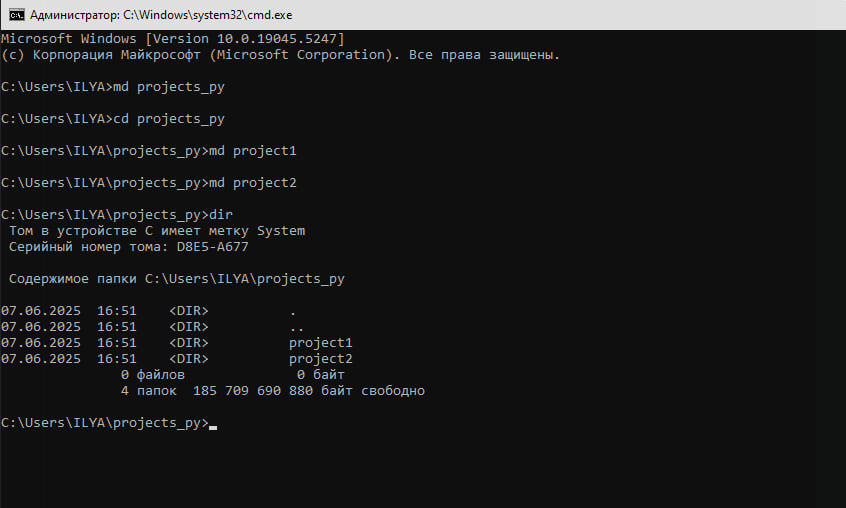 Администратор: C:\Windows\system32\cmd.exe
Microsoft Windows [Version 10.0.19045.5247]
(c) Корпорация Майкрософт (Microsoft Corporation). Все права защищены.
C:\Users\ILYA>md projects_py
C:\Users\ILYA>cd projects_py
C:\Users\ILYA\projects_py>md project1
C:\Users\ILYA\projects_py>md project2
C:\Users\ILYA\projects_py>dir
 Том в устройстве C имеет метку System
 Серийный номер тома: D8E5-A677
 Содержимое папки C:\Users\ILYA\projects_py
07.06.2025  16:51    <DIR>          .
07.06.2025  16:51    <DIR>          ..
07.06.2025  16:51    <DIR>          project1
07.06.2025  16:51    <DIR>          project2
               0 файлов              0 байт
               4 папок  185 709 690 880 байт свободно
C:\Users\ILYA\projects_py>